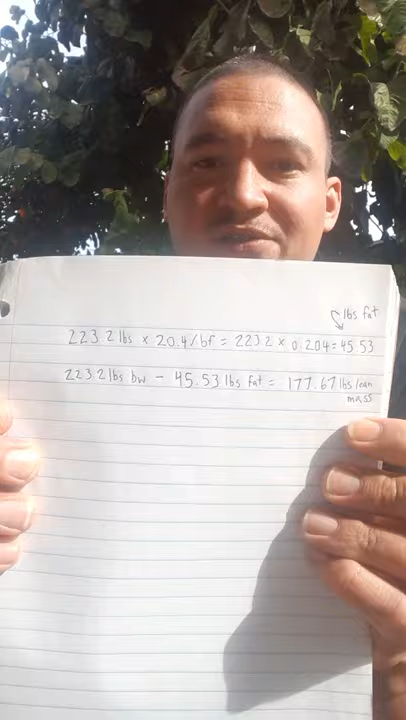 lbs fat
223.2 lbs × 20.4% bf = 223.2 × 0.204 = 45.53
223.2 lbs bw - 45.53 lbs fat = 177.67 lbs lean
mass